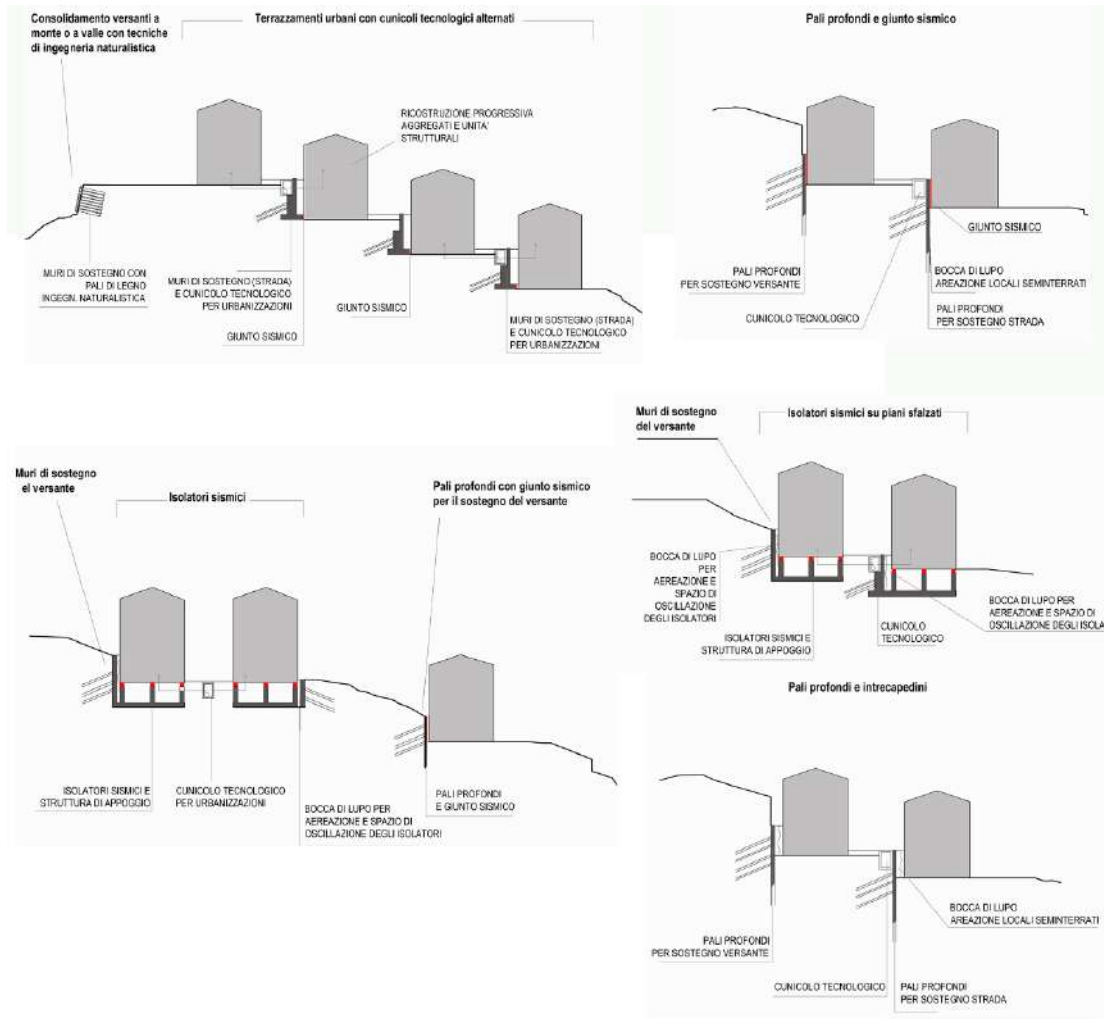 Consolidamento versanti a
monte o a valle con tecniche
di ingegneria naturalistica
Terrazzamenti urbani con cunicoli tecnologici alternati
RICOSTRUZIONE PROGRESSIVA
AGGREGATI E UNITA'
STRUTTURALI
MURI DI SOSTEGNO CON
PALI DI LEGNO
INGEGN. NATURALISTICA
MURI DI SOSTEGNO (STRADA)
E CUNICOLO TECNOLOGICO
PER URBANIZZAZIONI
GIUNTO SISMICO
GIUNTO SISMICO
MURI DI SOSTEGNO (STRADA)
E CUNICOLO TECNOLOGICO
PER URBANIZZAZIONI
Pali profondi e giunto sismico
GIUNTO SISMICO
PALI PROFONDI
PER SOSTEGNO VERSANTE
BOCCA DI LUPO
AREAZIONE LOCALI SEMINTERRATI
CUNICOLO TECNOLOGICO
PALI PROFONDI
PER SOSTEGNO STRADA
Muri di sostegno
el versante
Isolatori sismici
Pali profondi con giunto sismico
per il sostegno del versante
ISOLATORI SISMICI E
STRUTTURA DI APPOGGIO
CUNICOLO TECNOLOGICO
PER URBANIZZAZIONI
BOCCA DI LUPO PER
AEREAZIONE E SPAZIO DI
OSCILLAZIONE DEGLI ISOLATORI
PALI PROFONDI
E GIUNTO SISMICO
Muri di sostegno
del versante
Isolatori sismici su piani sfalzati
BOCCA DI LUPO
PER
AEREAZIONE E
SPAZIO DI
OSCILLAZIONE
DEGLI ISOLATORI
ISOLATORI SISMICI E
STRUTTURA DI APPOGGIO
CUNICOLO
TECNOLOGICO
BOCCA DI LUPO PER
AEREAZIONE E SPAZIO DI
OSCILLAZIONE DEGLI ISOLA
Pali profondi e intrecapedini
PALI PROFONDI
PER SOSTEGNO VERSANTE
BOCCA DI LUPO
AREAZIONE LOCALI SEMINTERRATI
CUNICOLO TECNOLOGICO
PALI PROFONDI
PER SOSTEGNO STRADA